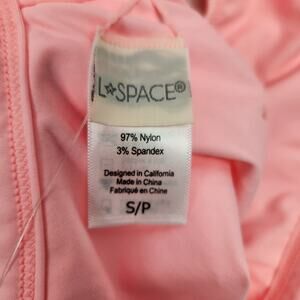 L*SPACE®
97% Nylon
3% Spandex
Designed in California
Made in China
Fabriqué en Chine
S/P